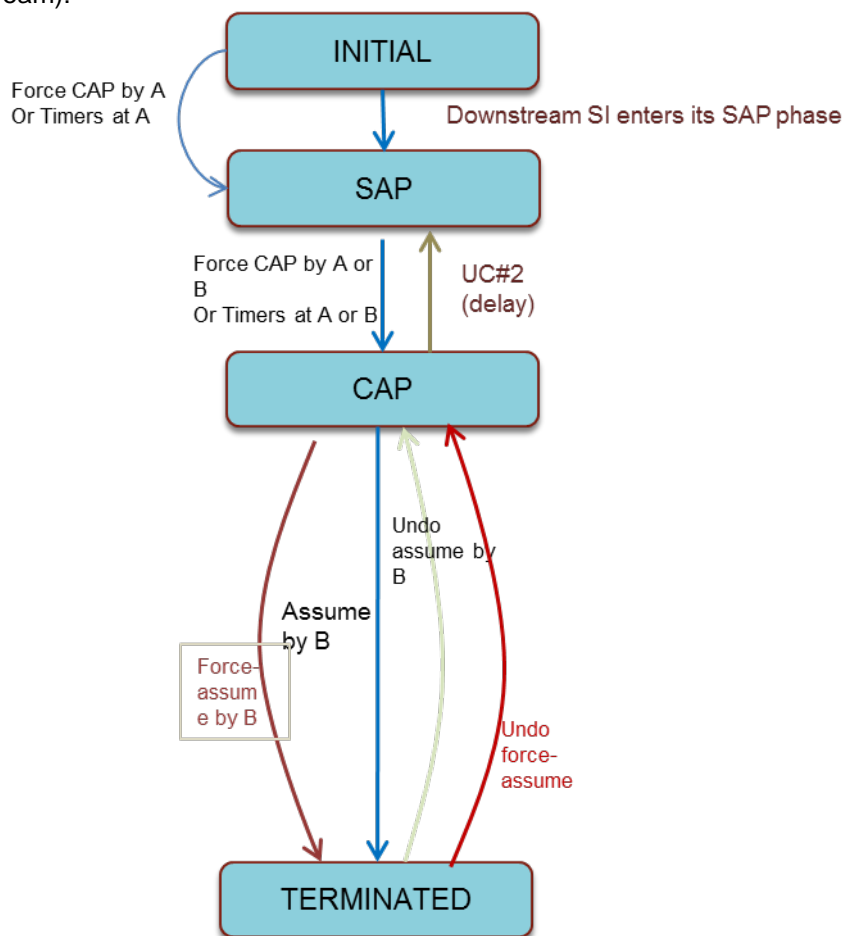 eam).
INITIAL
Force CAP by A
Or Timers at A
Downstream SI enters its SAP phase
SAP
Force CAP by A or
B
Or Timers at A or B
UC#2
(delay)
CAP
Undo
assume by
B
Assume
by B
Force-
assum
e by B
Undo
force-
assume
TERMINATED